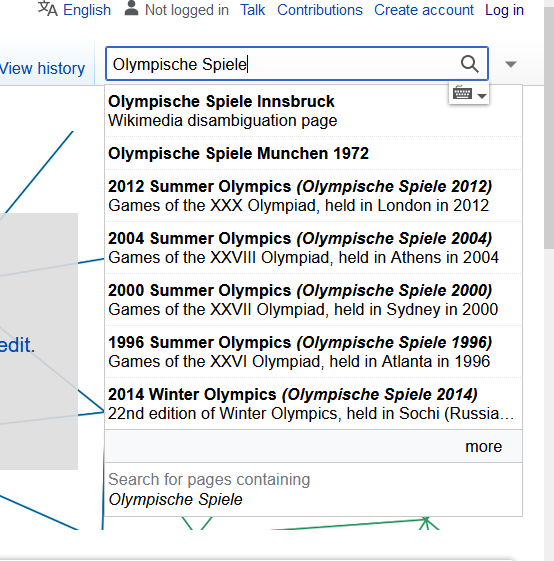 English Not logged in Talk Contributions Create account Log in
View history
Olympische Spiele
Olympische Spiele Innsbruck
Wikimedia disambiguation page
Olympische Spiele Munchen 1972
2012 Summer Olympics (Olympische Spiele 2012)
Games of the XXX Olympiad, held in London in 2012
2004 Summer Olympics (Olympische Spiele 2004)
Games of the XXVIII Olympiad, held in Athens in 2004
2000 Summer Olympics (Olympische Spiele 2000)
Games of the XXVII Olympiad, held in Sydney in 2000
1996 Summer Olympics (Olympische Spiele 1996)
edit.
Games of the XXVI Olympiad, held in Atlanta in 1996
2014 Winter Olympics (Olympische Spiele 2014)
22nd edition of Winter Olympics, held in Sochi (Russia...
more
Search for pages containing
Olympische Spiele